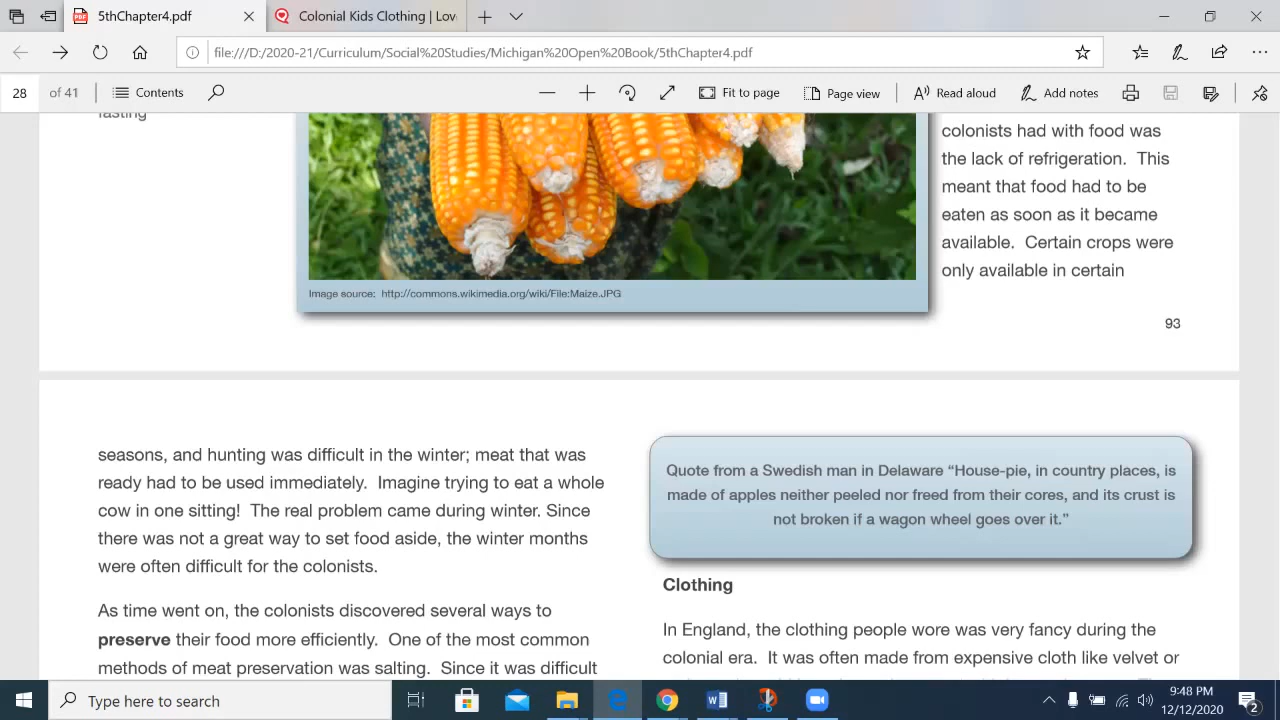 5thChapter4.pdf
Colonial Kids Clothing | Lov
file:///D:/2020-21/Curriculum/Social%20Studies/Michigan%20Open%20Book/5thChapter4.pdf
28 of 41
Contents
Fit to page
Page view
Read aloud
Add notes
lasting
colonists had with food was
the lack of refrigeration. This
meant that food had to be
eaten as soon as it became
available. Certain crops were
only available in certain
Image source: http://commons.wikimedia.org/wiki/File:Maize.JPG
93
seasons, and hunting was difficult in the winter; meat that was
ready had to be used immediately. Imagine trying to eat a whole
cow in one sitting! The real problem came during winter. Since
there was not a great way to set food aside, the winter months
were often difficult for the colonists.
As time went on, the colonists discovered several ways to
preserve their food more efficiently. One of the most common
methods of meat preservation was salting. Since it was difficult
Quote from a Swedish man in Delaware “House-pie, in country places, is
made of apples neither peeled nor freed from their cores, and its crust is
not broken if a wagon wheel goes over it.”
Clothing
In England, the clothing people wore was very fancy during the
colonial era. It was often made from expensive cloth like velvet or
Type here to search
9:48 PM
12/12/2020
2